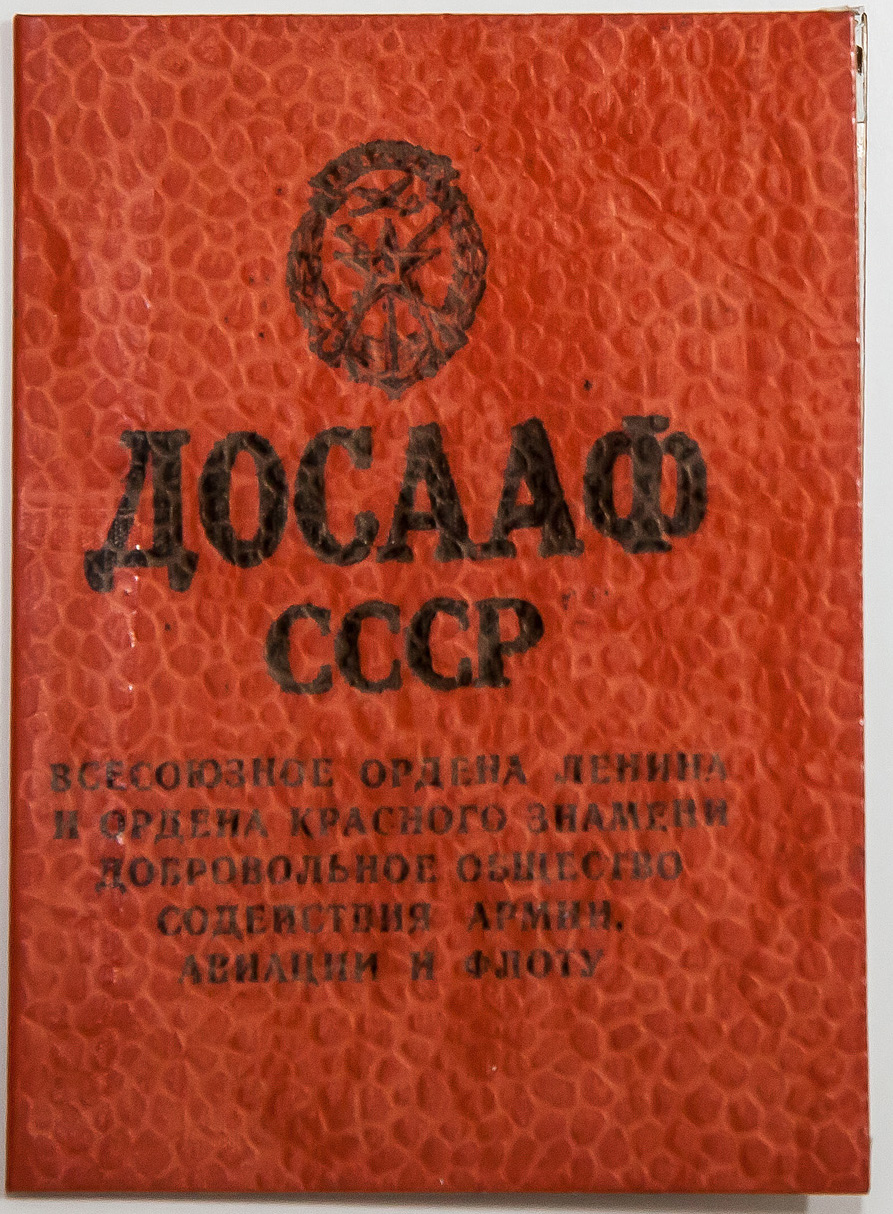 ДОСААФ
СССР
ВСЕСОЮЗНОЕ ОРДЕНА ЛЕНИНА
И ОРДЕНА КРАСНОГО ЗНАМЕНИ
ДОБРОВОЛЬНОЕ ОБЩЕСТВО
СОДЕЙСТВИЯ АРМИИ,
АВИАЦИИ И ФЛОТУ